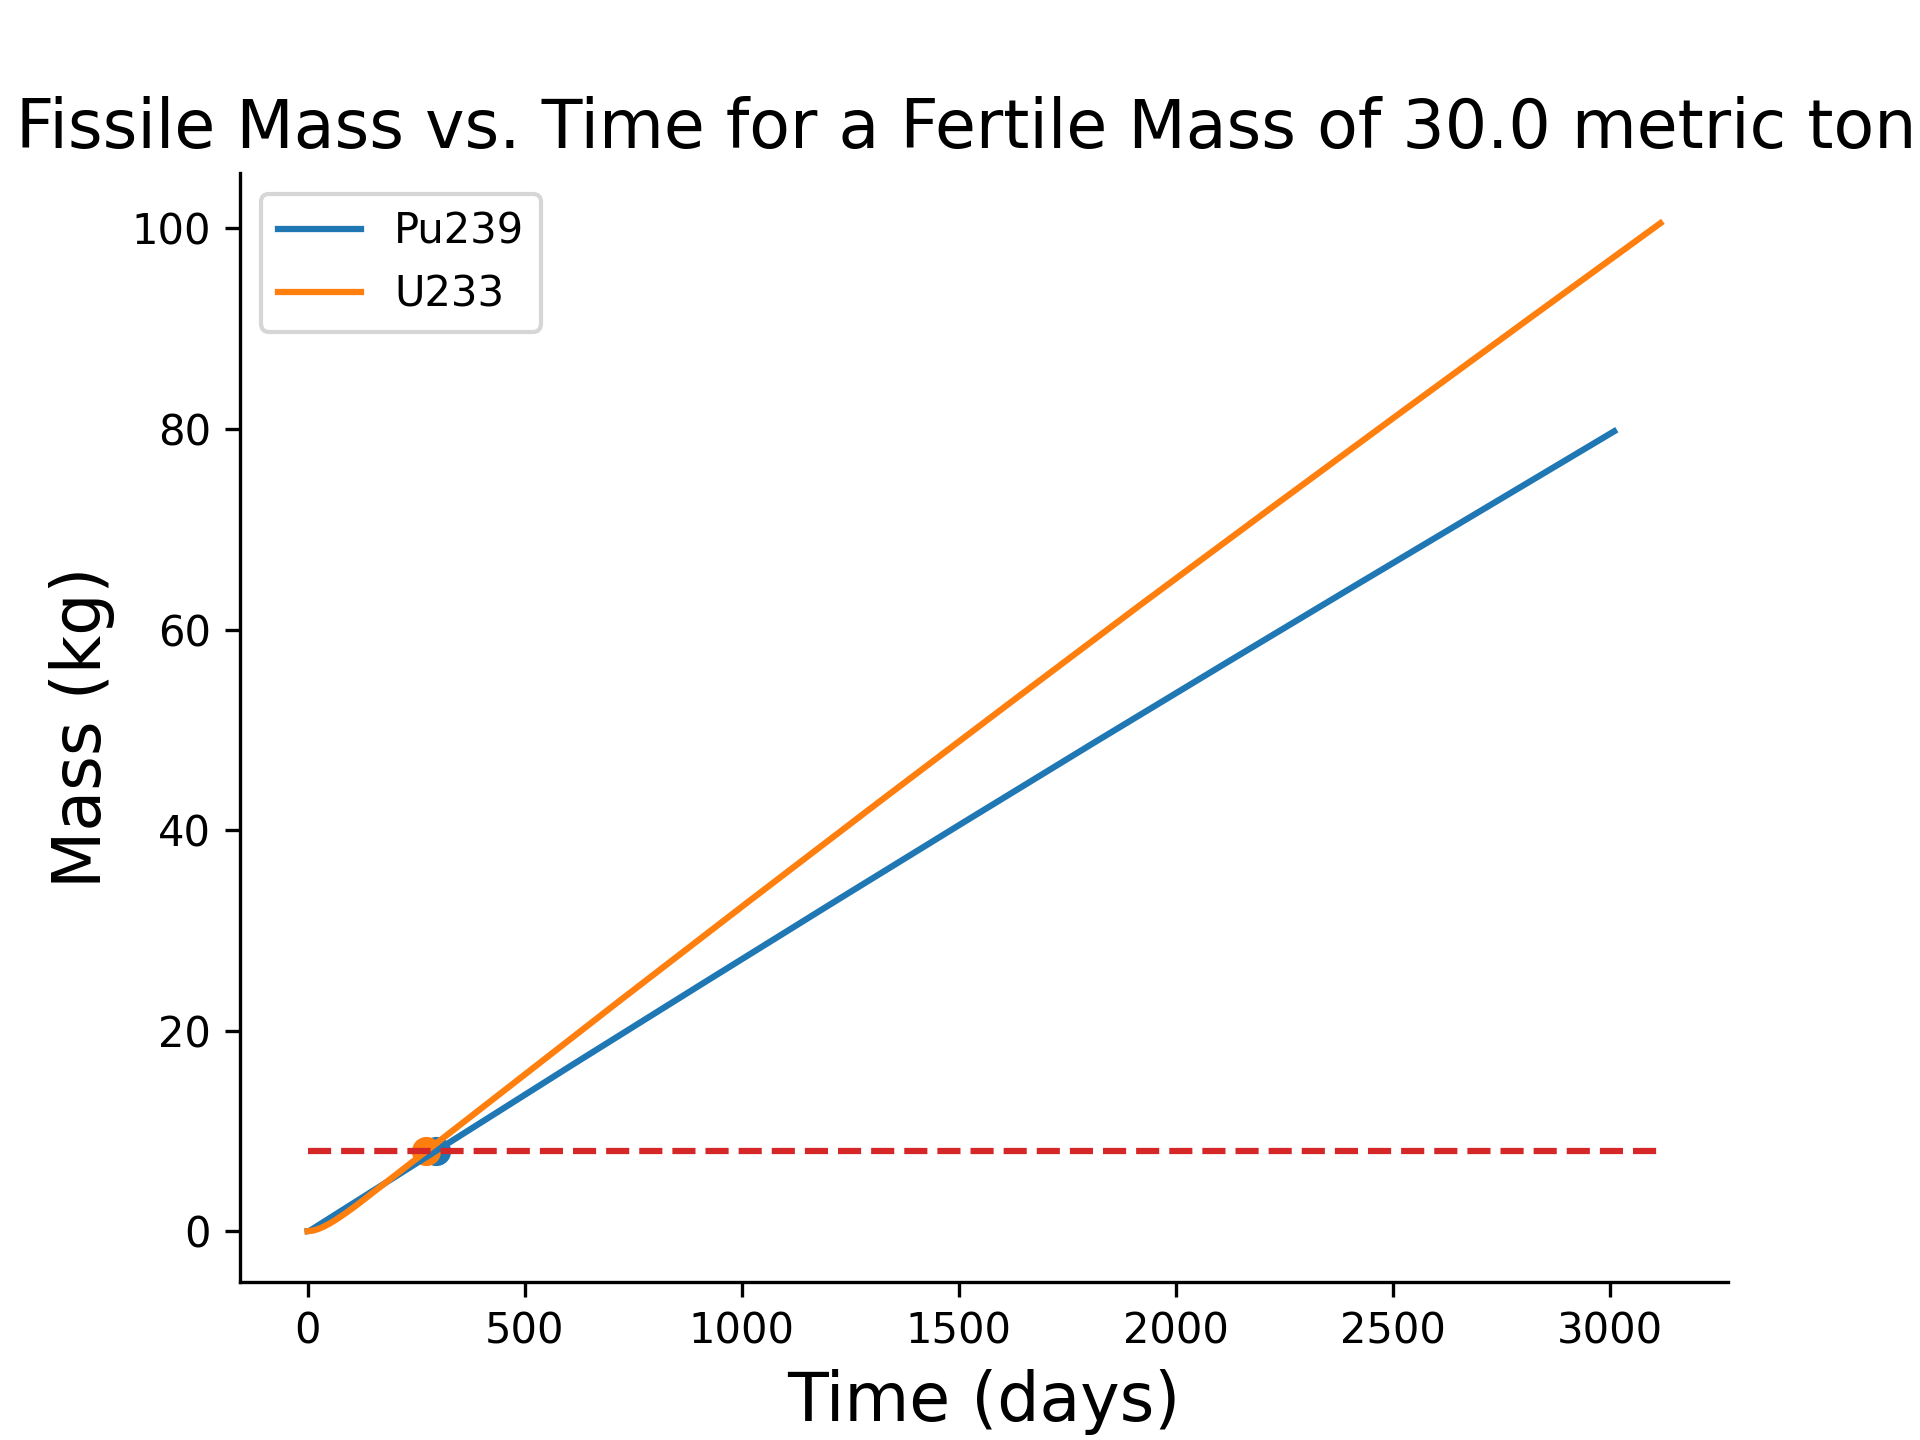 Fissile Mass vs. Time for a Fertile Mass of 30.0 metric ton
Pu239
U233
100
80
60
40
20
0
Mass (kg)
0 500 1000 1500 2000 2500 3000
Time (days)